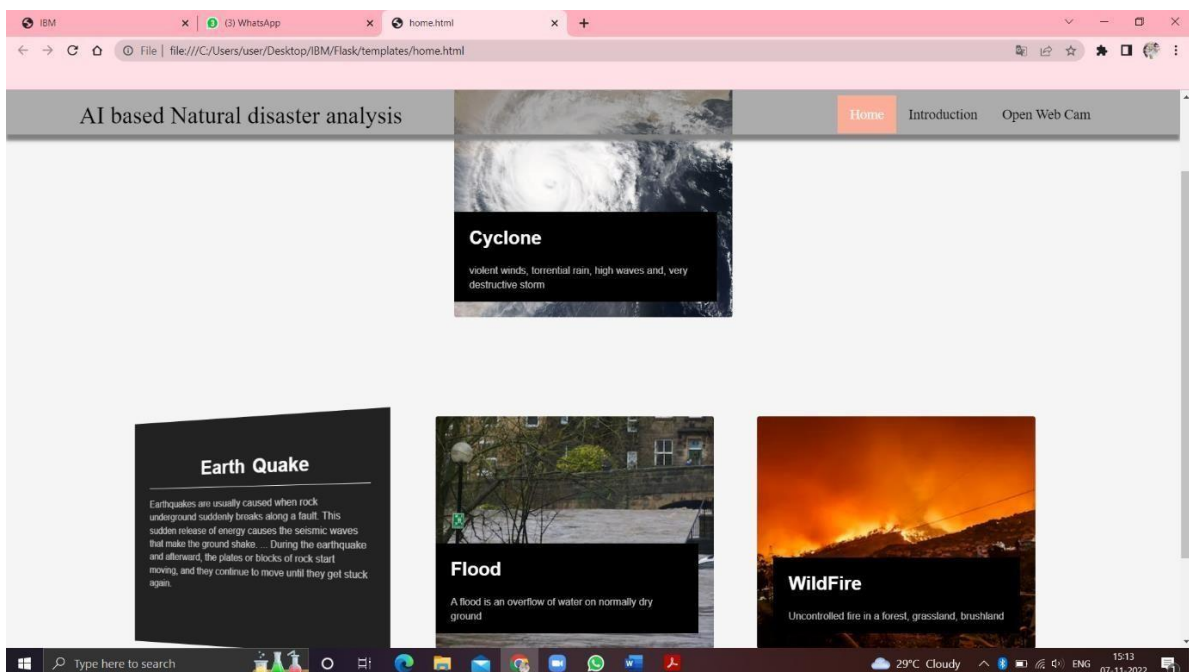 IBM
(3) WhatsApp
home.html
File | file:///C:/Users/user/Desktop/IBM/Flask/templates/home.html
AI based Natural disaster analysis
Home Introduction Open Web Cam
Cyclone
violent winds, torrential rain, high waves and, very
destructive storm
Earth Quake
Earthquakes are usually caused when rock
underground suddenly breaks along a fault. This
sudden release of energy causes the seismic waves
that make the ground shake. ... During the earthquake
and afterward, the plates or blocks of rock start
moving, and they continue to move until they get stuck
again.
Flood
A flood is an overflow of water on normally dry
ground
WildFire
Uncontrolled fire in a forest, grassland, brushland
Type here to search
29°C Cloudy
ENG
15:13
07-11-2022